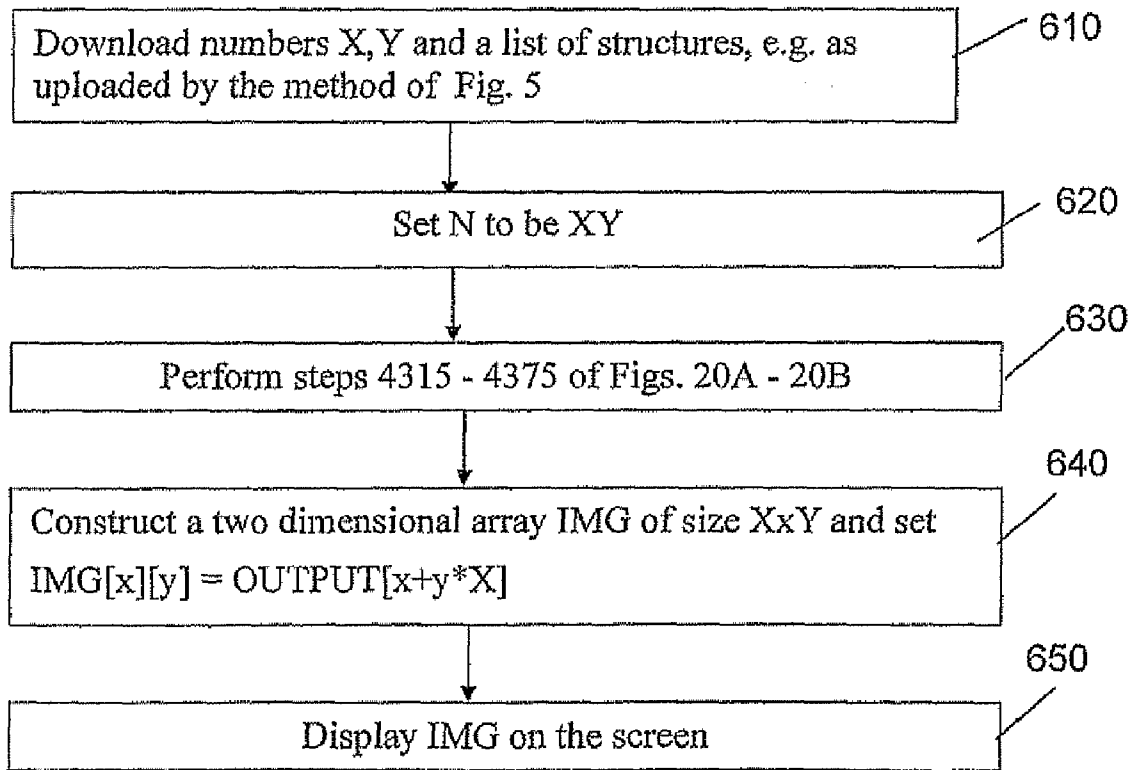 Download numbers X, Y and a list of structures, e.g. as
uploaded by the method of Fig. 5
610
Set N to be XY
620
Perform steps 4315 - 4375 of Figs. 20A - 20B
630
Construct a two dimensional array IMG of size XxY and set
IMG[x][y] = OUTPUT[x+y*X]
640
Display IMG on the screen
650